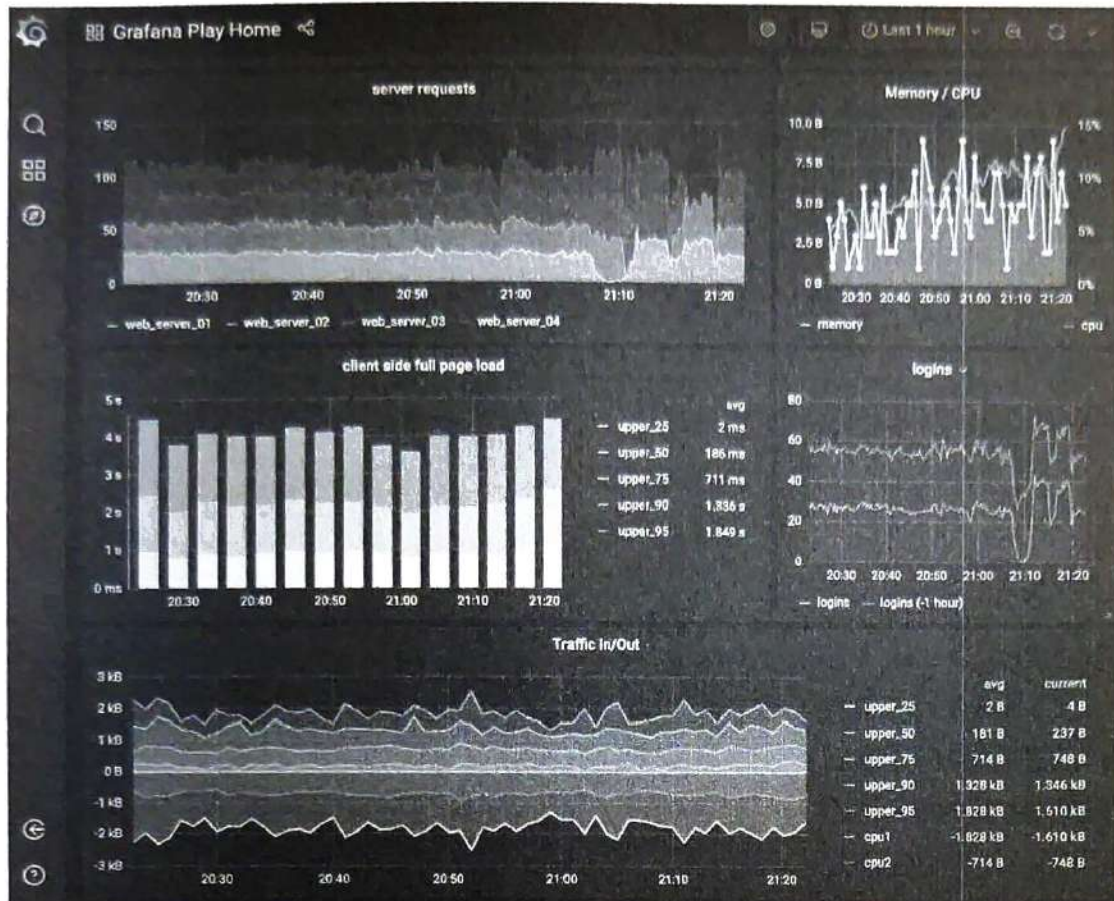 Grafana Play Home
Last 1 hour
server requests
150
100
50
0
20:30 20:40 20:50 21:00 21:10 21:20
web_server_01 web_server_02 web_server_03 web_server_04
Memory / CPU
10.0 B 15%
7.5 B 10%
5.0 B 5%
2.5 B 0%
0 B
20:30 20:40 20:50 21:00 21:10 21:20
memory cpu
client side full page load
5 s
4 s
3 s
2 s
1 s
0 ms
20:30 20:40 20:50 21:00 21:10 21:20
avg
upper_25 2 ms
upper_50 186 ms
upper_75 711 ms
upper_90 1.336 s
upper_95 1.849 s
logins
80
60
40
20
0
20:30 20:40 20:50 21:00 21:10 21:20
logins logins (-1 hour)
Traffic In/Out
3 kB
2 kB
1 kB
0 B
-1 kB
-2 kB
-3 kB
20:30 20:40 20:50 21:00 21:10 21:20
avg current
upper_25 2 B 4 B
upper_50 181 B 237 B
upper_75 714 B 748 B
upper_90 1.328 kB 1.346 kB
upper_95 1.828 kB 1.610 kB
cpu1 -1.828 kB -1.610 kB
cpu2 -714 B -748 B